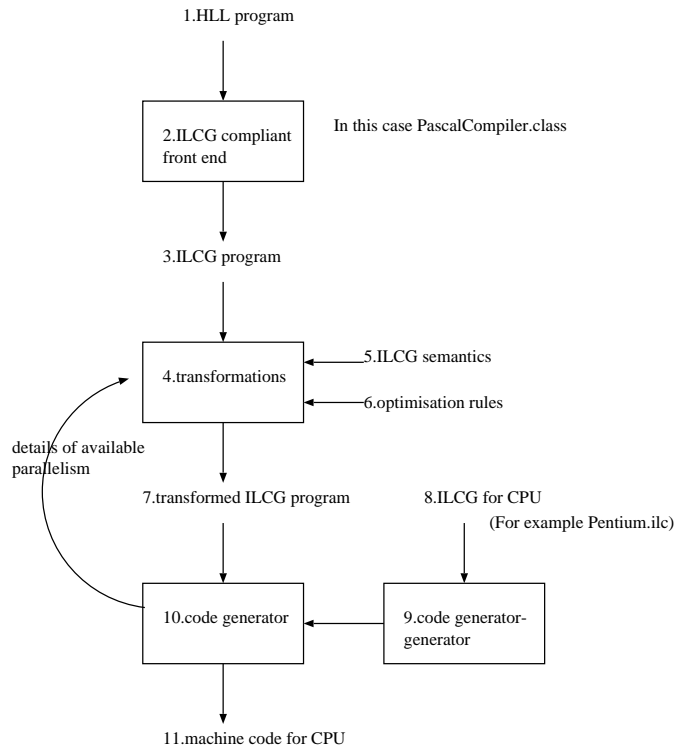 1.HLL program
2.ILCG compliant
front end
In this case PascalCompiler.class
3.ILCG program
4.transformations
5.ILCG semantics
6.optimisation rules
details of available
parallelism
7.transformed ILCG program
8.ILCG for CPU
(For example Pentium.ilc)
10.code generator
9.code generator-
generator
11.machine code for CPU